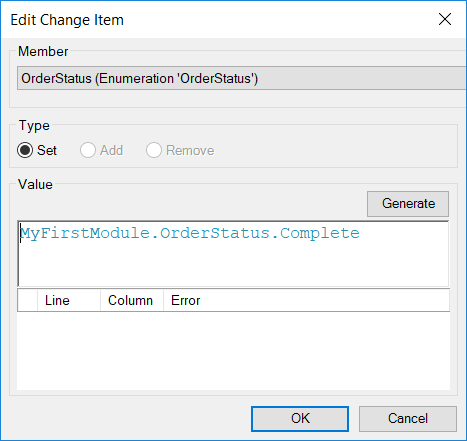 Edit Change Item
Member
OrderStatus (Enumeration 'OrderStatus')
Type
Set Add Remove
Value
Generate
MyFirstModule.OrderStatus.Complete
Line Column Error
OK Cancel